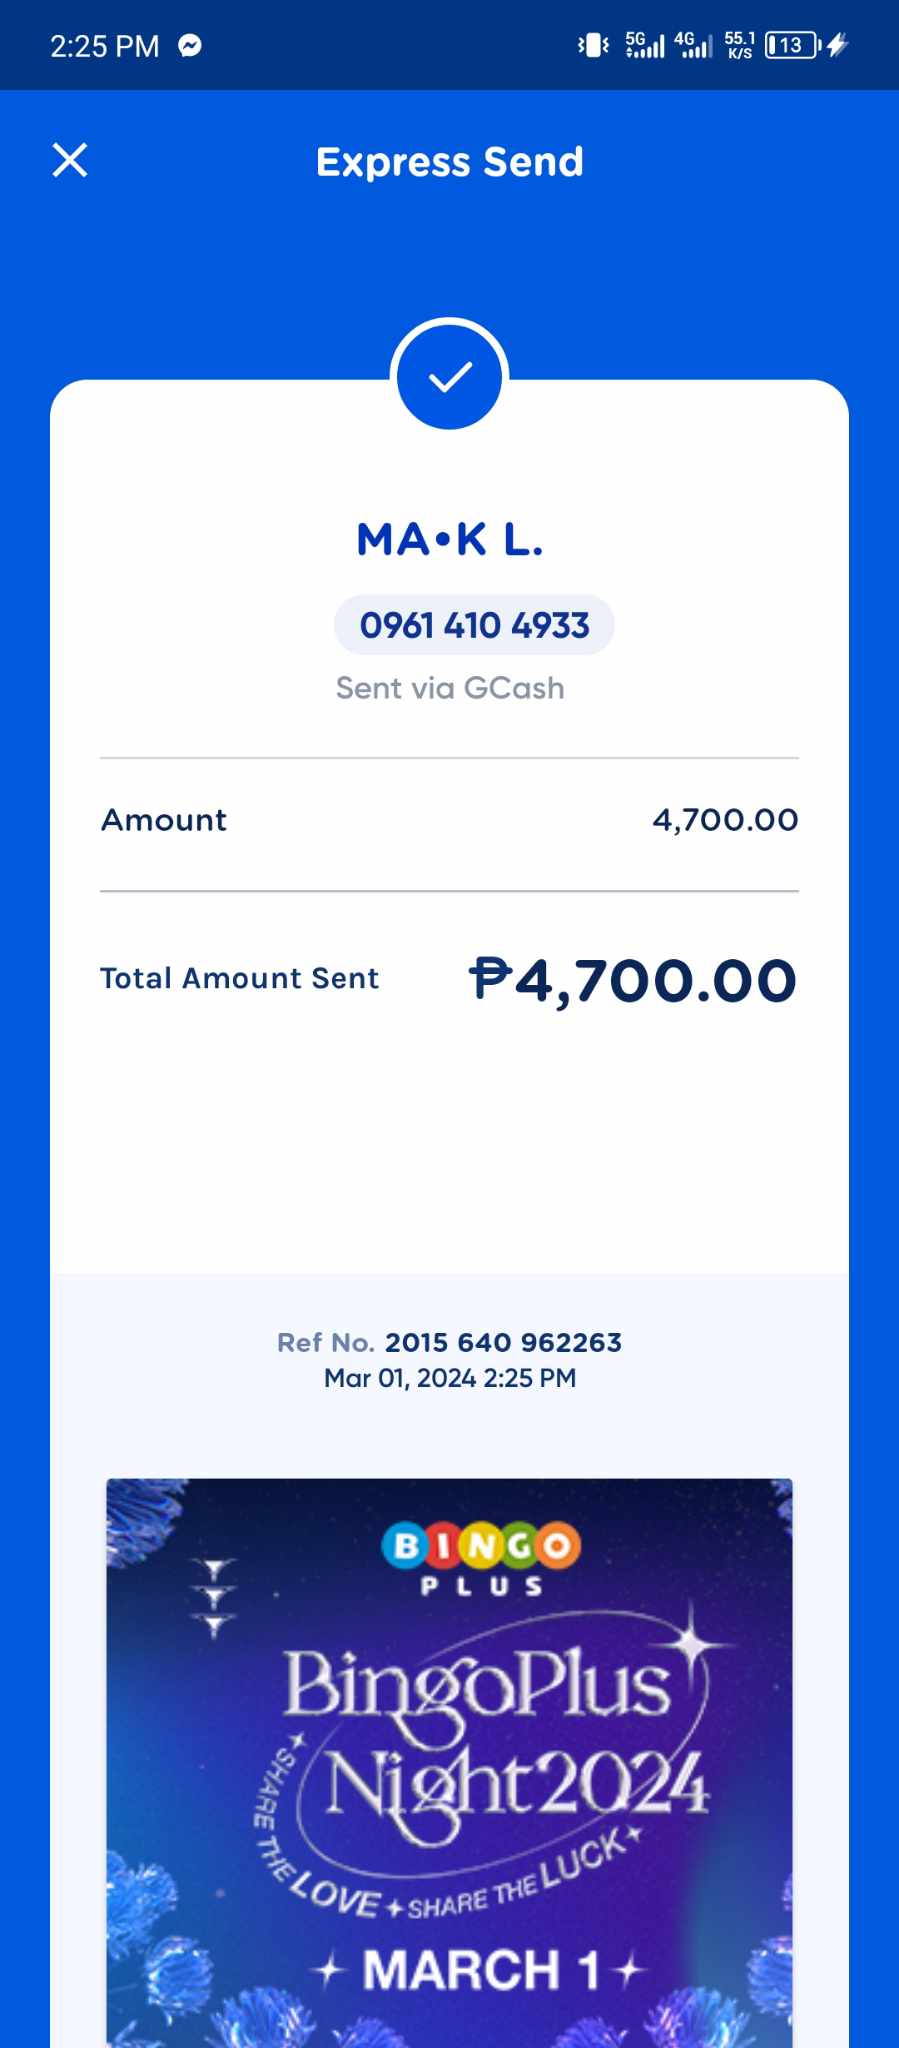 2:25 PM
5G 4G 55.1 K/S 13
Express Send
MA•K L.
0961 410 4933
Sent via GCash
Amount 4,700.00
Total Amount Sent ₱4,700.00
Ref No. 2015 640 962263
Mar 01, 2024 2:25 PM
BINGO
PLUS
BingoPlus
Night 2024
SHARE THE LOVE SHARE THE LUCK
MARCH 1